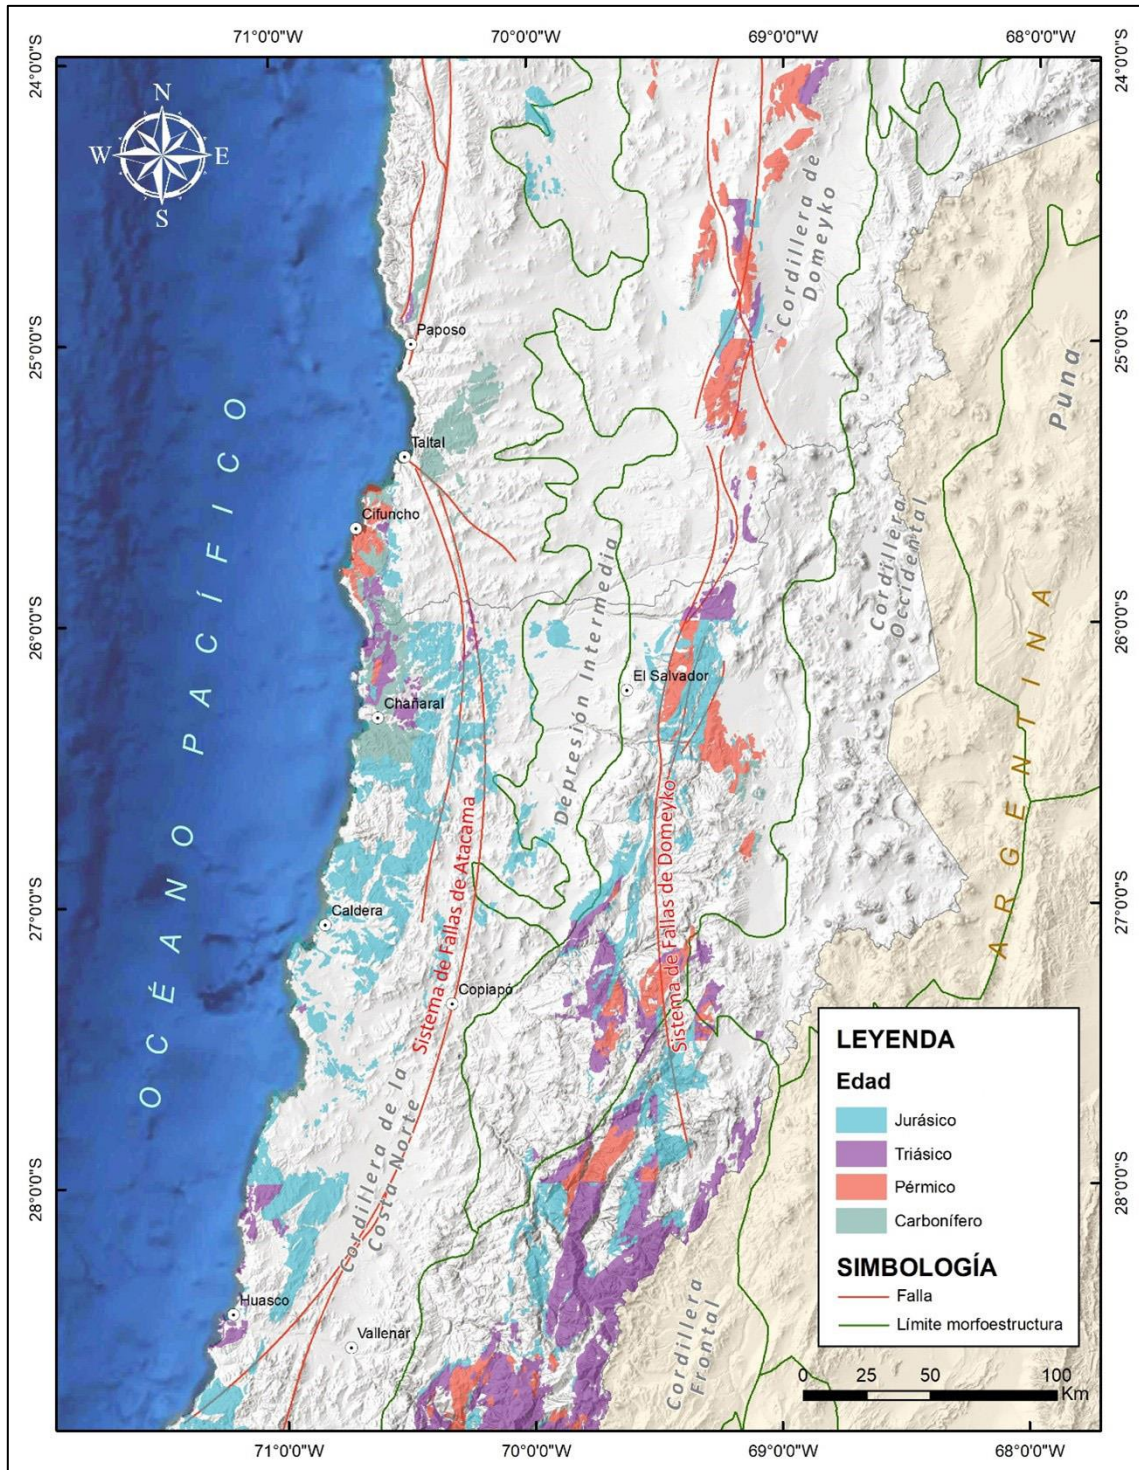 71°0'0"W 70°0'0"W 69°0'0"W 68°0'0"W
24°0'0"S
24°0'0"S
N
W E
S
Cordillera de
Domeyko
Paposo
25°0'0"S
25°0'0"S
Puna
Taltal
Cifuncho
OCÉANO PACÍFICO
Depresión Intermedia
Cordillera
Occidental
ARGENTINA
26°0'0"S
26°0'0"S
El Salvador
Chañaral
Sistema de Fallas de Atacama
Sistema de Fallas de Domeyko
27°0'0"S
27°0'0"S
Caldera
Copiapó
Cordillera de la
Costa Norte
28°0'0"S
28°0'0"S
Huasco
Vallenar
Cordillera
Frontal
LEYENDA
Edad
Jurásico
Triásico
Pérmico
Carbonífero
SIMBOLOGÍA
Falla
Límite morfoestructura
0 25 50 100
Km
71°0'0"W 70°0'0"W 69°0'0"W 68°0'0"W